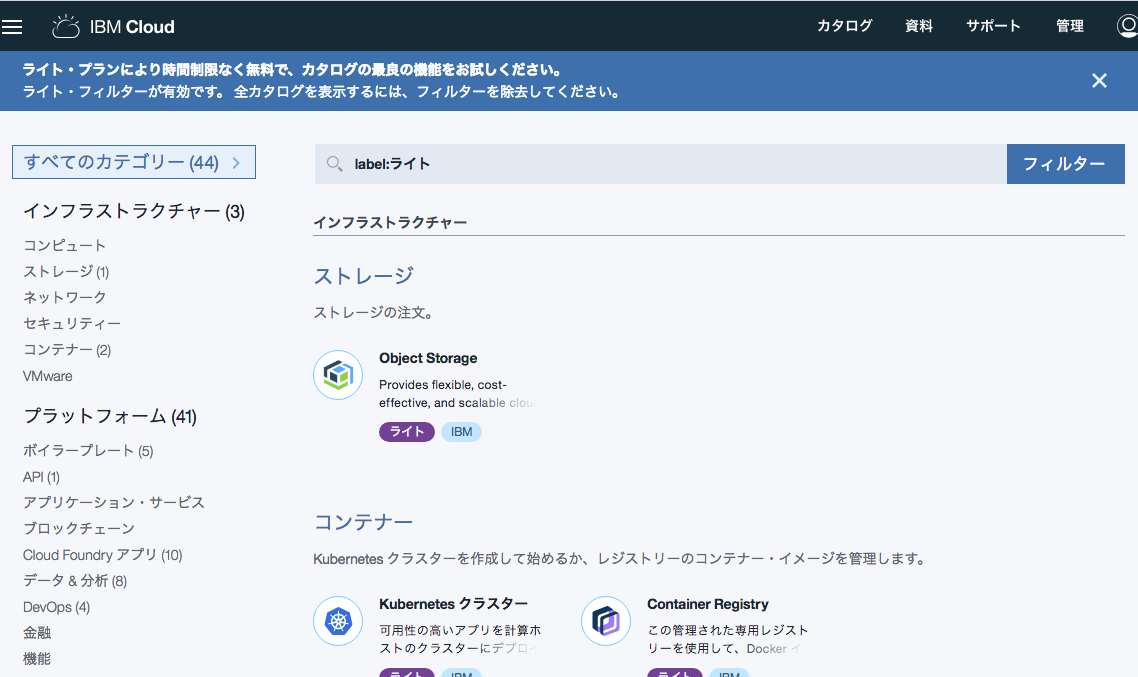 IBM Cloud
カタログ
資料
サポート
管理
ライト・プランにより時間制限なく無料で、カタログの最良の機能をお試しください。
ライト・フィルターが有効です。 全カタログを表示するには、フィルターを除去してください。
すべてのカテゴリー (44)
インフラストラクチャー (3)
コンピュート
ストレージ (1)
ネットワーク
セキュリティー
コンテナー (2)
VMware
プラットフォーム (41)
ボイラープレート (5)
API (1)
アプリケーション・サービス
ブロックチェーン
Cloud Foundry アプリ (10)
データ & 分析 (8)
DevOps (4)
金融
機能
label:ライト
フィルター
インフラストラクチャー
ストレージ
ストレージの注文。
Object Storage
Provides flexible, cost-
effective, and scalable clou
ライト
IBM
コンテナー
Kubernetes クラスターを作成して始めるか、レジストリーのコンテナー・イメージを管理します。
Kubernetes クラスター
可用性の高いアプリを計算ホ
ストのクラスターにデプロイ
ライト
IBM
Container Registry
この管理された専用レジスト
リーを使用して、Docker イ
ライト
IBM